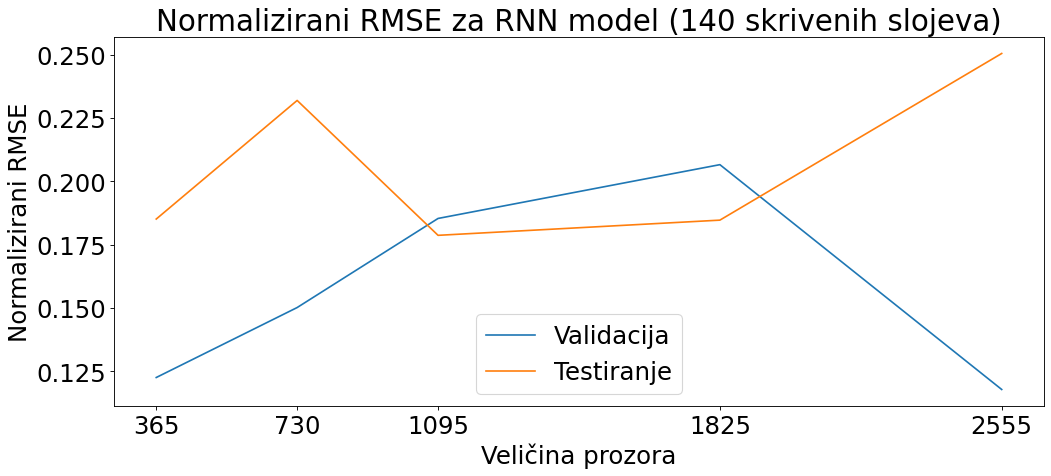 Normalizirani RMSE za RNN model (140 skrivenih slojeva)
Normalizirani RMSE
0.250
0.225
0.200
0.175
0.150
0.125
Validacija
Testiranje
365 730 1095 1825 2555
Veličina prozora